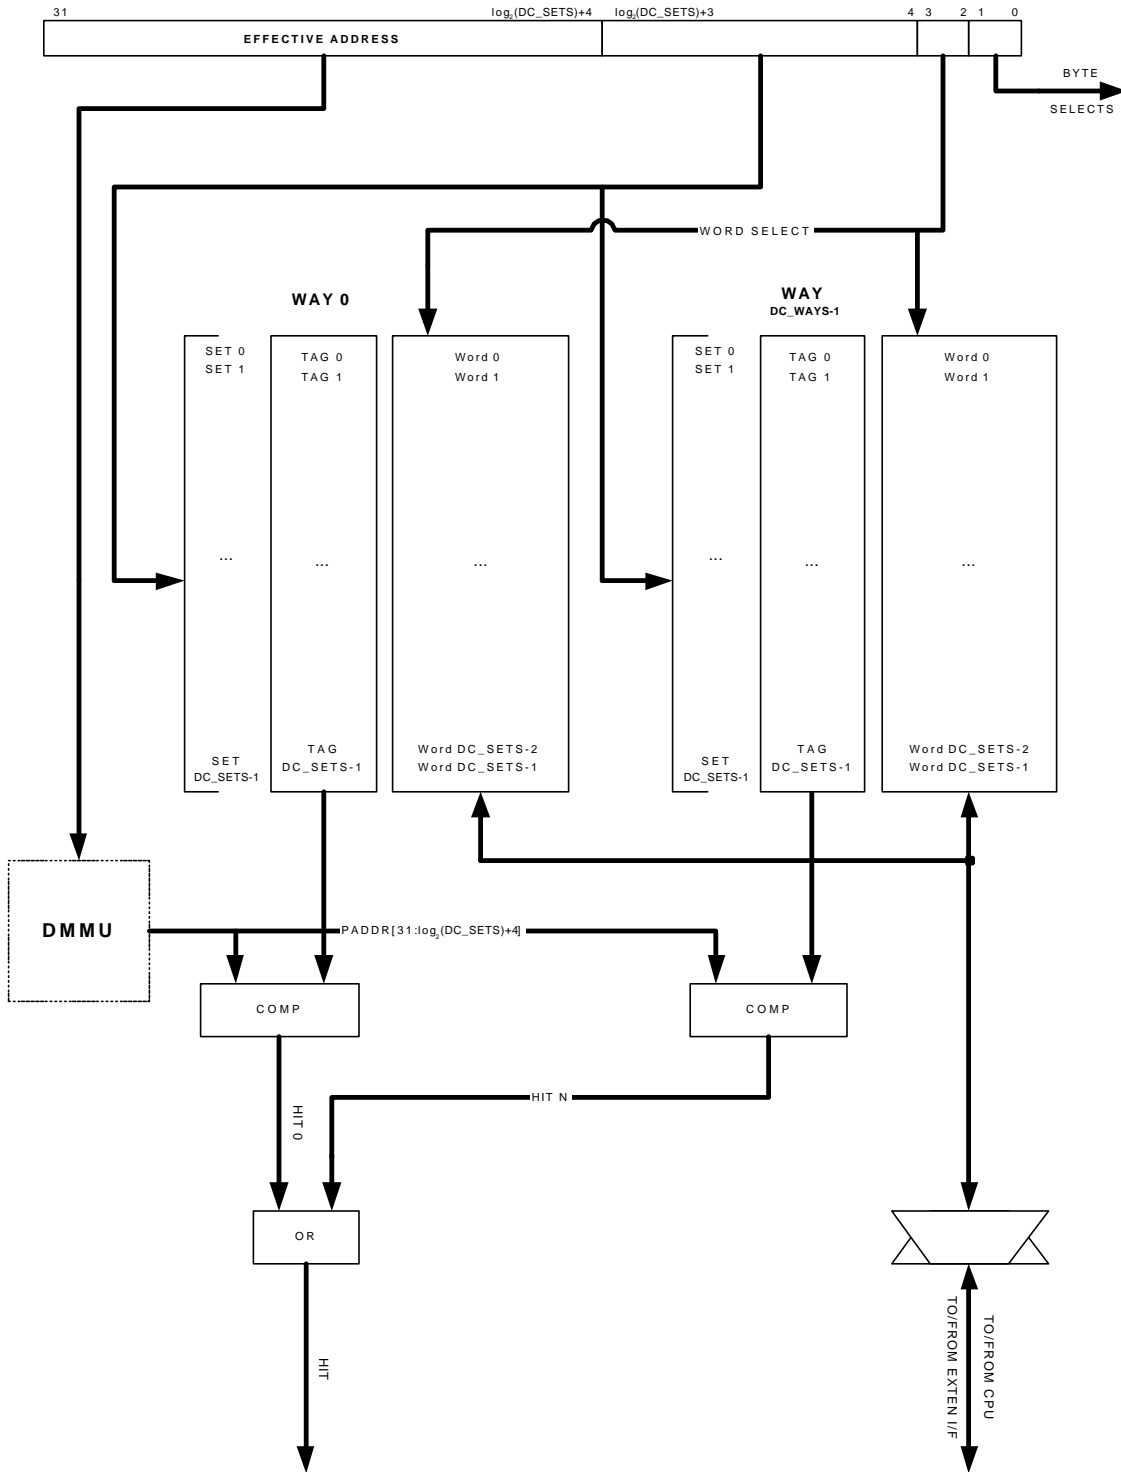 31 log₂(DC_SETS)+4 log₂(DC_SETS)+3 4 3 2 1 0
EFFECTIVE ADDRESS
BYTE
SELECTS
WORD SELECT
WAY 0
WAY
DC_WAYS-1
SET 0
SET 1
...
SET
DC_SETS-1
TAG 0
TAG 1
...
TAG
DC_SETS-1
Word 0
Word 1
...
Word DC_SETS-2
Word DC_SETS-1
SET 0
SET 1
...
SET
DC_SETS-1
TAG 0
TAG 1
...
TAG
DC_SETS-1
Word 0
Word 1
...
Word DC_SETS-2
Word DC_SETS-1
DMMU
PADDR[31:log₂(DC_SETS)+4]
COMP
COMP
HIT 0
HIT N
OR
HIT
TO/FROM CPU
TO/FROM EXTEN I/F